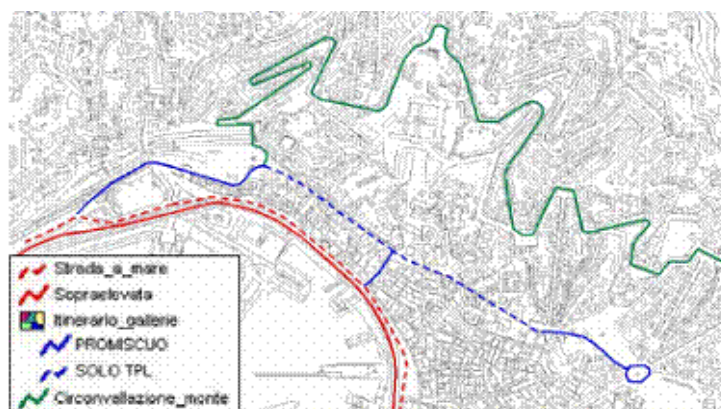 Strada_a_mare
Sopraelevata
Itinerario_gallerie
PROMISCUO
SOLO TPL
Circonvallazione_monte